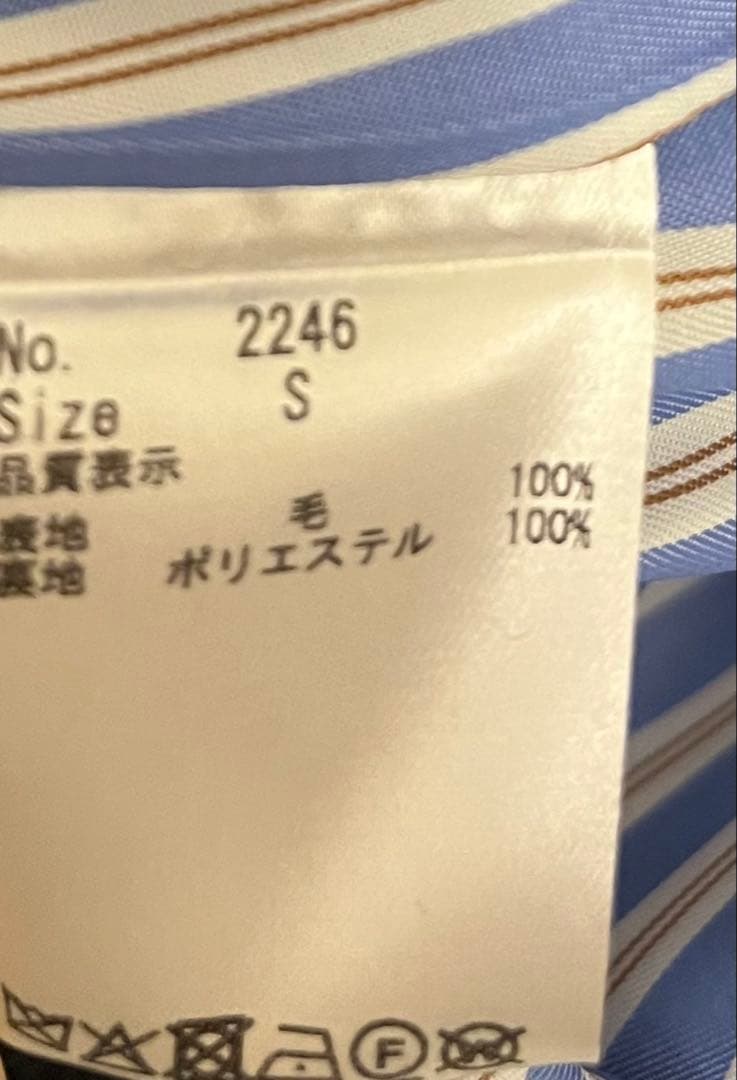 No. 2246
Size S
品質表示
表地 毛 100%
裏地 ポリエステル 100%
F
W